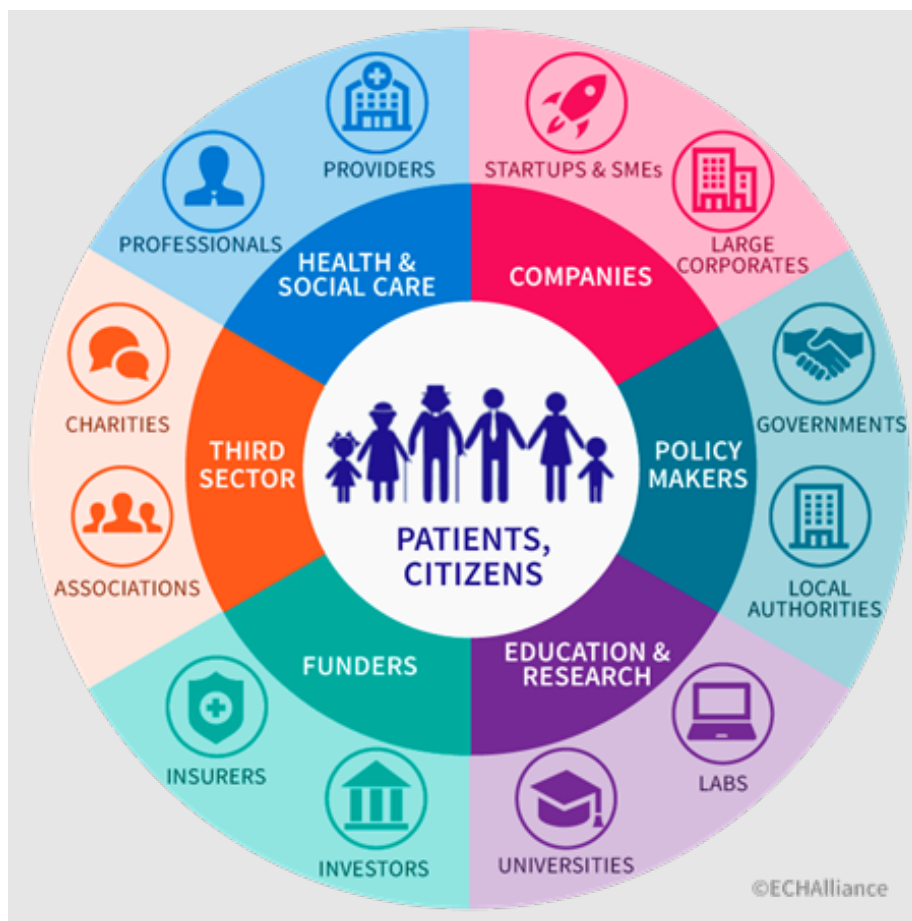 PROVIDERS
PROFESSIONALS
HEALTH &
SOCIAL CARE
STARTUPS & SMEs
LARGE
CORPORATES
COMPANIES
GOVERNMENTS
LOCAL
AUTHORITIES
POLICY
MAKERS
EDUCATION &
RESEARCH
LABS
UNIVERSITIES
FUNDERS
INSURERS
INVESTORS
THIRD
SECTOR
CHARITIES
ASSOCIATIONS
PATIENTS,
CITIZENS
©ECHAlliance